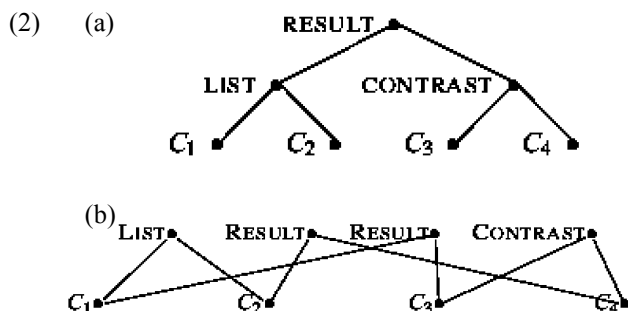 (2) (a)
RESULT
LIST CONTRAST
C1 C2 C3 C4
(b)
LIST RESULT RESULT CONTRAST
C1 C2 C3 C4